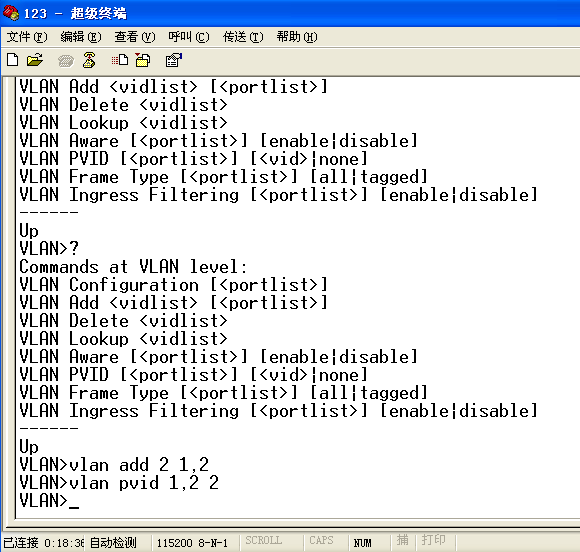 123 - 超级终端
文件(F) 编辑(E) 查看(V) 呼叫(C) 传送(T) 帮助(H)
VLAN Add <vidlist> [<portlist>]
VLAN Delete <vidlist>
VLAN Lookup <vidlist>
VLAN Aware [<portlist>] [enable|disable]
VLAN PVID [<portlist>] [<vid>|none]
VLAN Frame Type [<portlist>] [all|tagged]
VLAN Ingress Filtering [<portlist>] [enable|disable]
------
Up
VLAN>?
Commands at VLAN level:
VLAN Configuration [<portlist>]
VLAN Add <vidlist> [<portlist>]
VLAN Delete <vidlist>
VLAN Lookup <vidlist>
VLAN Aware [<portlist>] [enable|disable]
VLAN PVID [<portlist>] [<vid>|none]
VLAN Frame Type [<portlist>] [all|tagged]
VLAN Ingress Filtering [<portlist>] [enable|disable]
------
Up
VLAN>vlan add 2 1,2
VLAN>vlan pvid 1,2 2
VLAN>_
已连接 0:18:36 自动检测 115200 8-N-1 SCROLL CAPS NUM 捕 打印